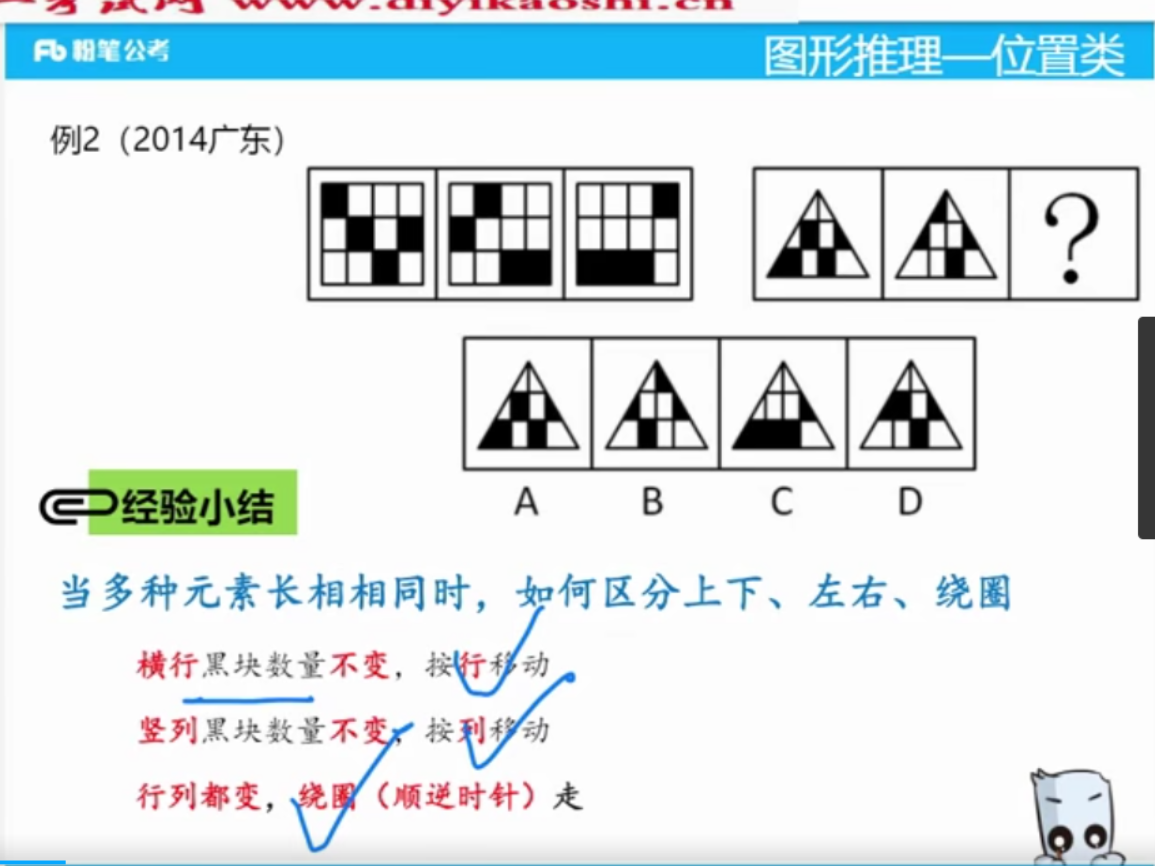 www.diyikaoshi.cn
Fb 粉笔公考
图形推理—位置类
例2（2014广东）
?
A B C D
经验小结
当多种元素长相相同时，如何区分上下、左右、绕圈
横行黑块数量不变，按行移动
竖列黑块数量不变，按列移动
行列都变，绕圈（顺逆时针）走